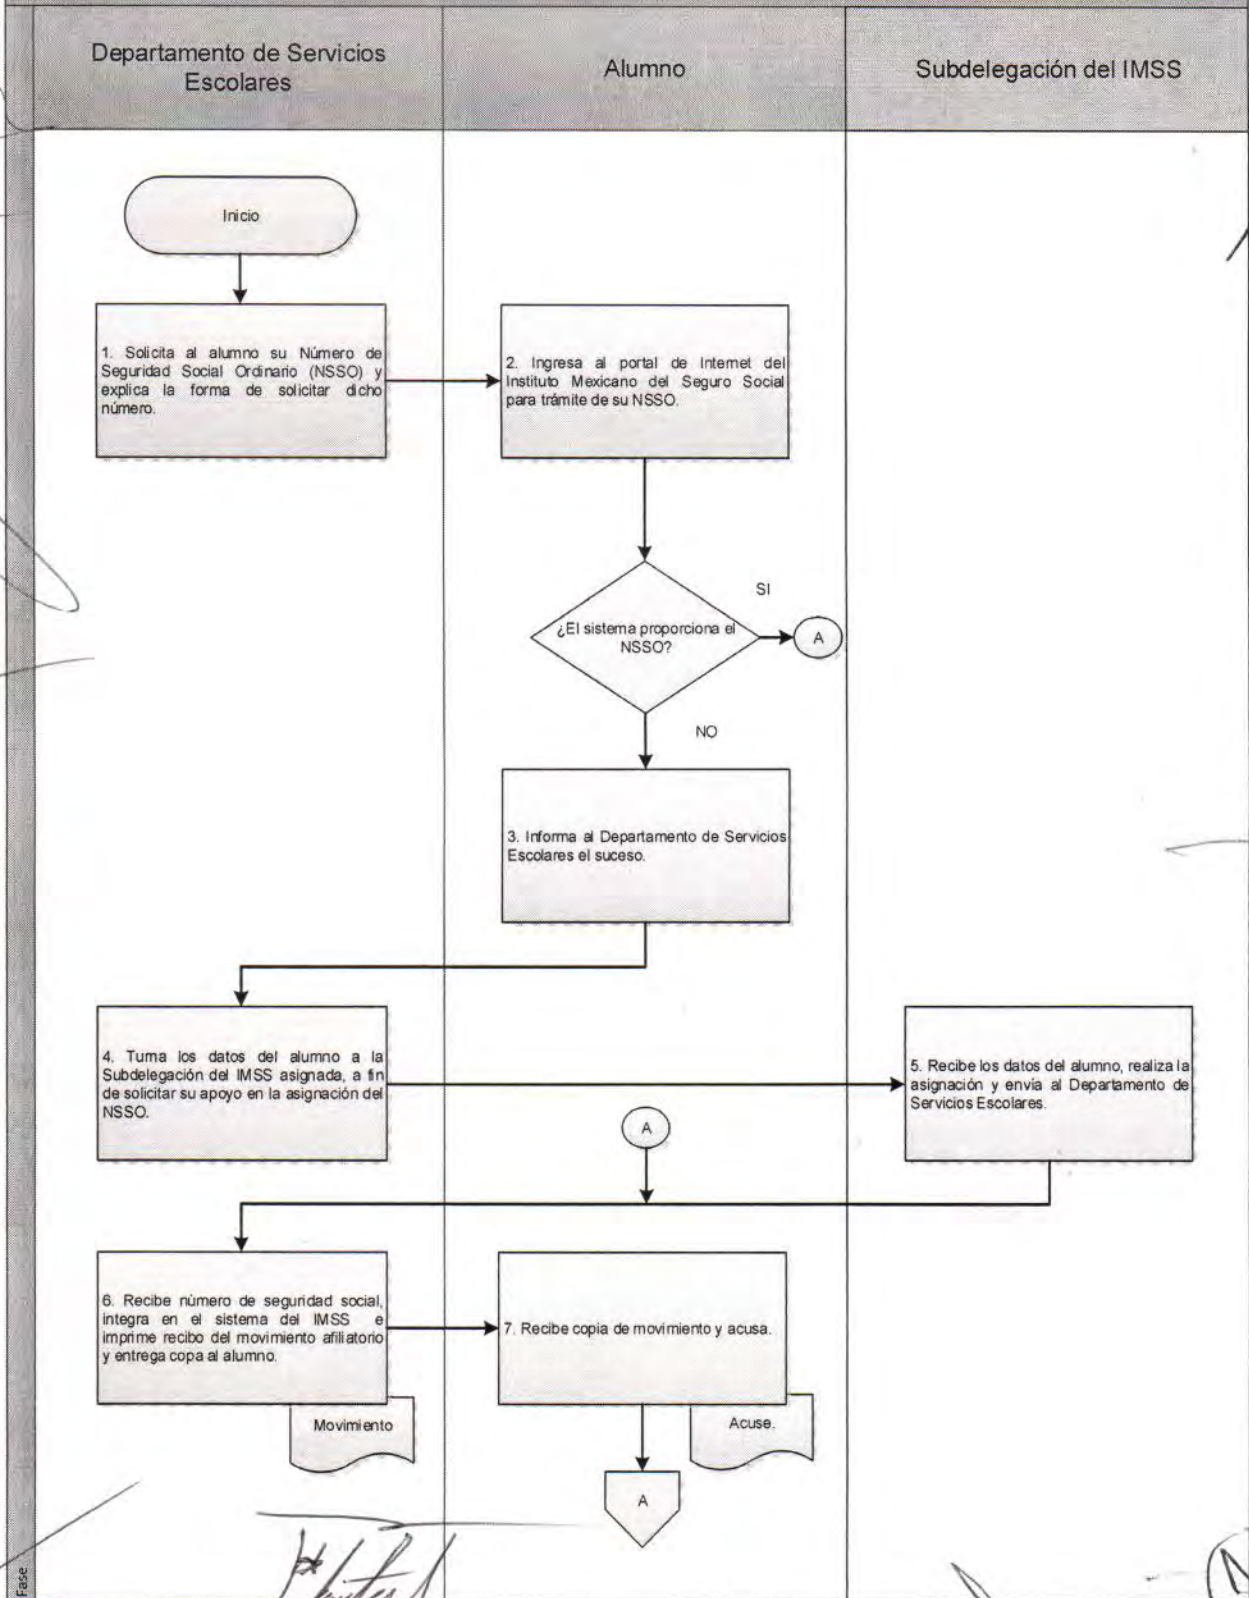 Departamento de Servicios
Escolares
Alumno
Subdelegación del IMSS
Inicio
1. Solicita al alumno su Número de
Seguridad Social Ordinario (NSSO) y
explica la forma de solicitar dicho
número.
2. Ingresa al portal de Internet del
Instituto Mexicano del Seguro Social
para trámite de su NSSO.
¿El sistema proporciona el
NSSO?
SI
A
NO
3. Informa al Departamento de Servicios
Escolares el suceso.
4. Turna los datos del alumno a la
Subdelegación del IMSS asignada, a fin
de solicitar su apoyo en la asignación del
NSSO.
5. Recibe los datos del alumno, realiza la
asignación y envía al Departamento de
Servicios Escolares.
A
6. Recibe número de seguridad social,
integra en el sistema del IMSS e
imprime recibo del movimiento afiliatorio
y entrega copa al alumno.
Movimiento
7. Recibe copia de movimiento y acusa.
Acuse.
A
Fase